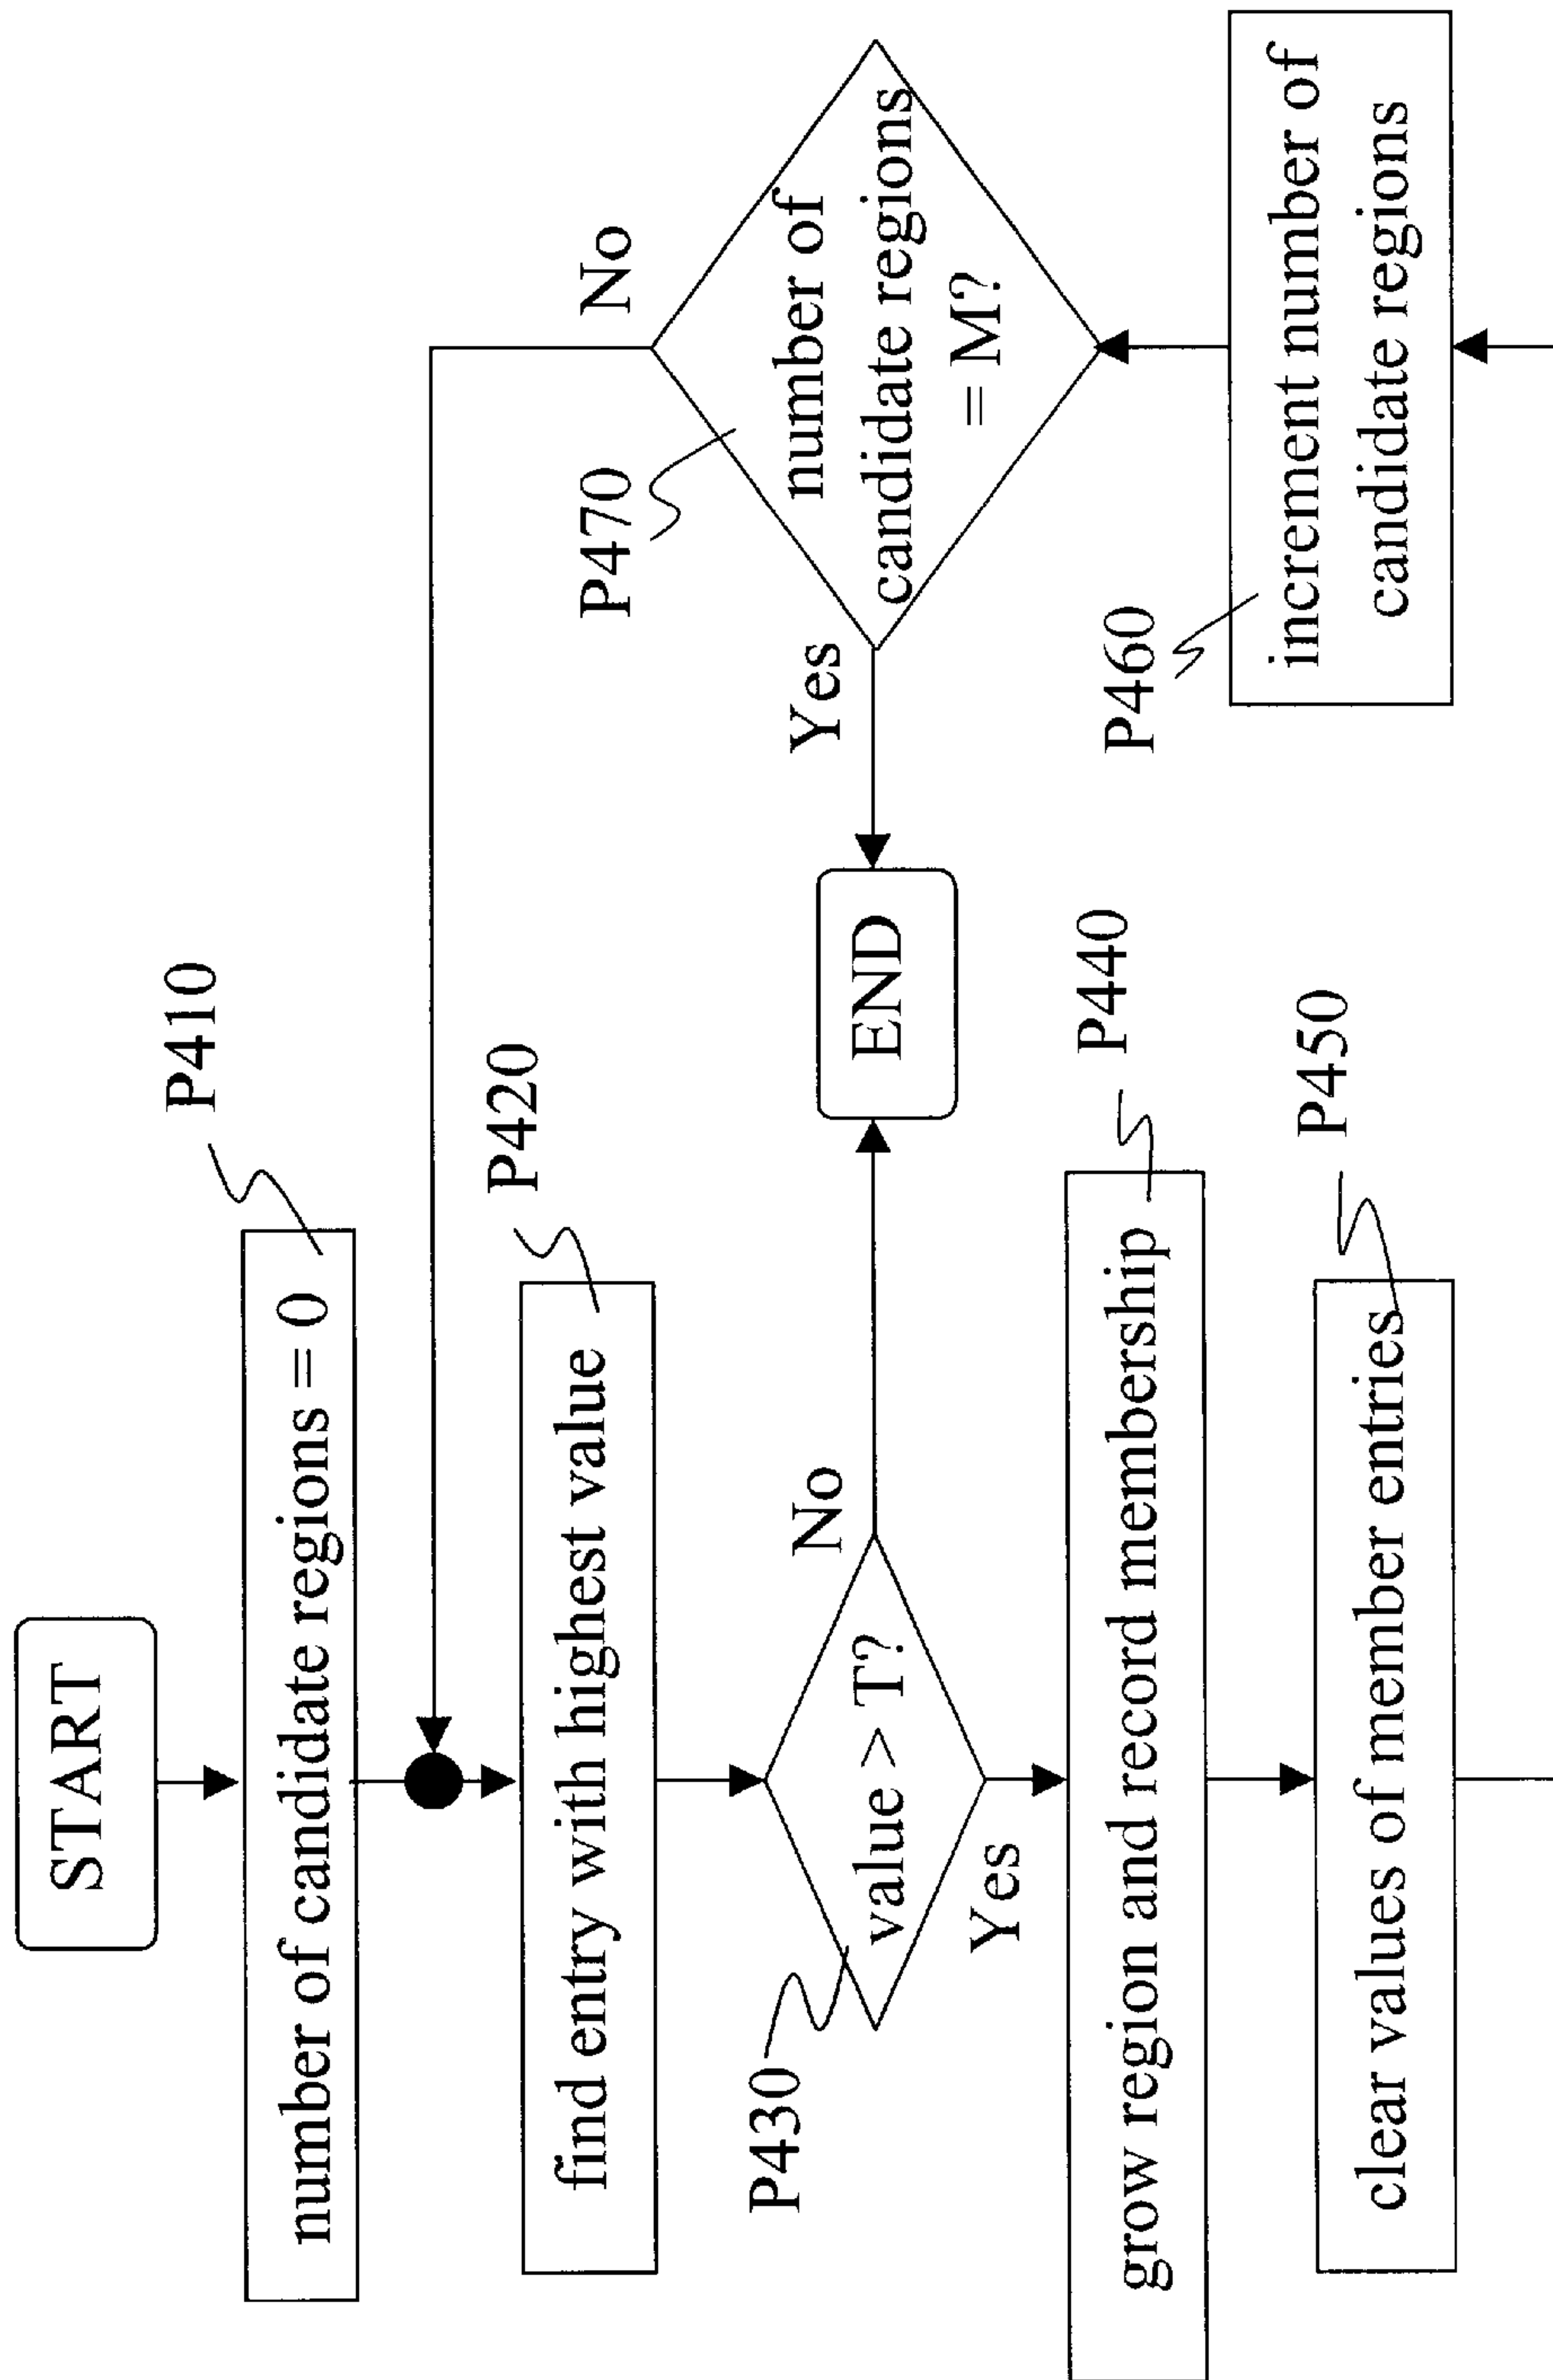 START
P410
number of candidate regions = 0
P420
find entry with highest value
P430
value > T?
No
Yes
END
P440
grow region and record membership
P450
clear values of member entries
P460
increment number of
candidate regions
P470
number of
candidate regions
= M?
No
Yes